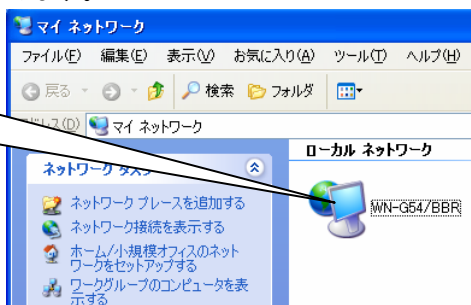 マイ ネットワーク
ファイル(F) 編集(E) 表示(V) お気に入り(A) ツール(T) ヘルプ(H)
戻る 検索 フォルダ
ドレス(D) マイ ネットワーク
ローカル ネットワーク
ネットワーク タスク
WN-G54/BBR
ネットワーク プレースを追加する
ネットワーク接続を表示する
ホーム/小規模オフィスのネット
ワークをセットアップする
ワークグループのコンピュータを表
示する